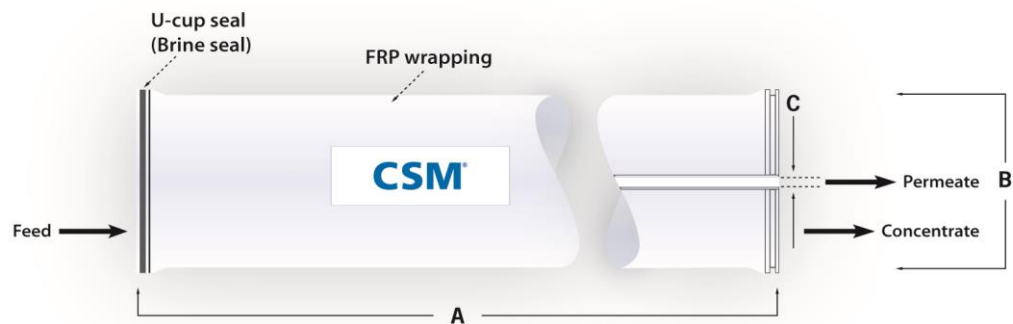 U-cup seal
(Brine seal)
FRP wrapping
C
CSM®
Permeate
B
Feed
Concentrate
A